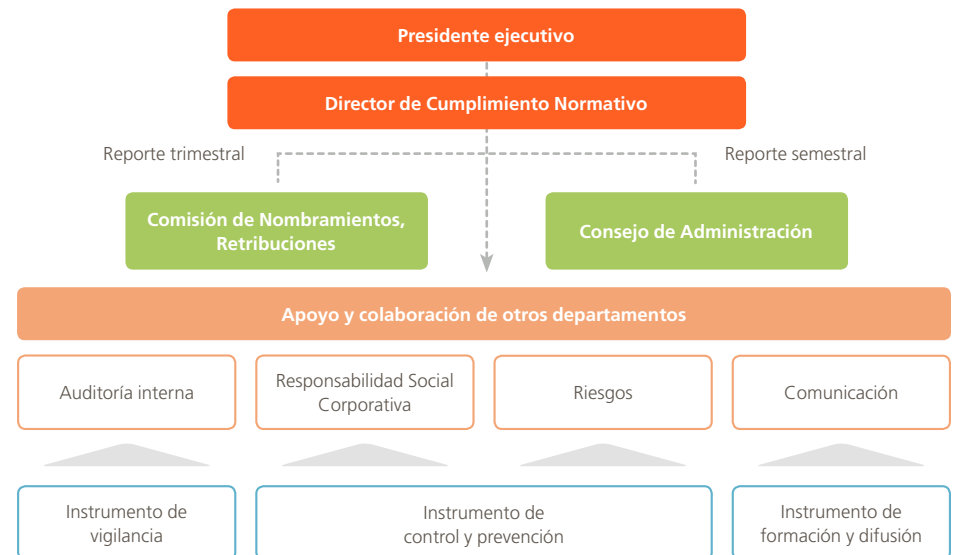 Presidente ejecutivo
Director de Cumplimiento Normativo
Reporte trimestral
Reporte semestral
Comisión de Nombramientos,
Retribuciones
Consejo de Administración
Apoyo y colaboración de otros departamentos
Auditoría interna
Responsabilidad Social
Corporativa
Riesgos
Comunicación
Instrumento de
vigilancia
Instrumento de
control y prevención
Instrumento de
formación y difusión